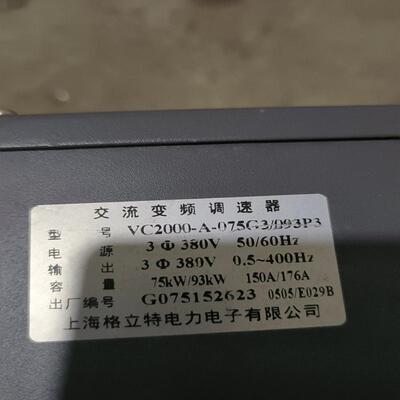 交流变频调速器
型号 VC2000-A-075G3/093P3
电源 3Φ380V 50/60Hz
输出 3Φ380V 0.5~400Hz
容量 75kW/93kW 150A/176A
出厂编号 G075152623 0505/E029B
上海格立特电力电子有限公司